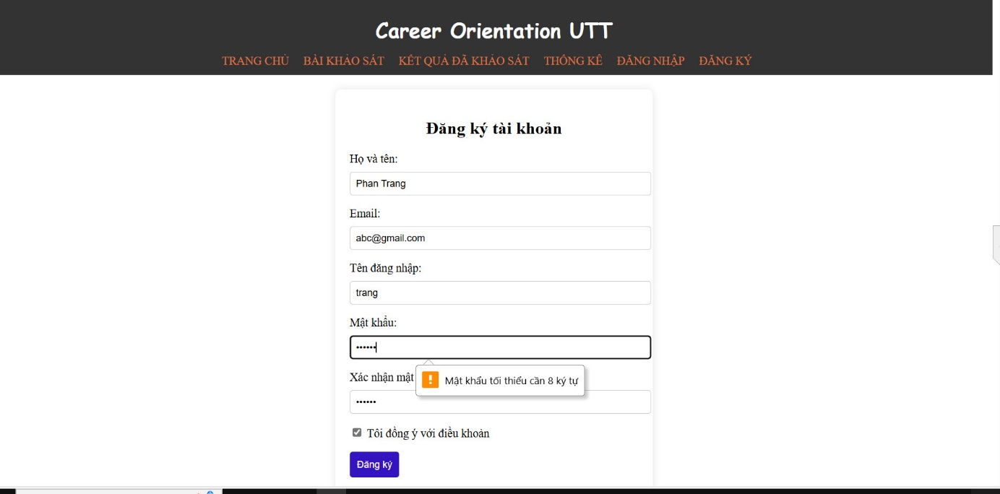 Career Orientation UTT
TRANG CHỦ BÀI KHẢO SÁT KẾT QUẢ ĐÃ KHẢO SÁT THỐNG KÊ ĐĂNG NHẬP ĐĂNG KÝ
Đăng ký tài khoản
Họ và tên:
Phan Trang
Email:
abc@gmail.com
Tên đăng nhập:
trang
Mật khẩu:
••••••
Mật khẩu tối thiểu cần 8 ký tự
Xác nhận mật
••••••
Tôi đồng ý với điều khoản
Đăng ký